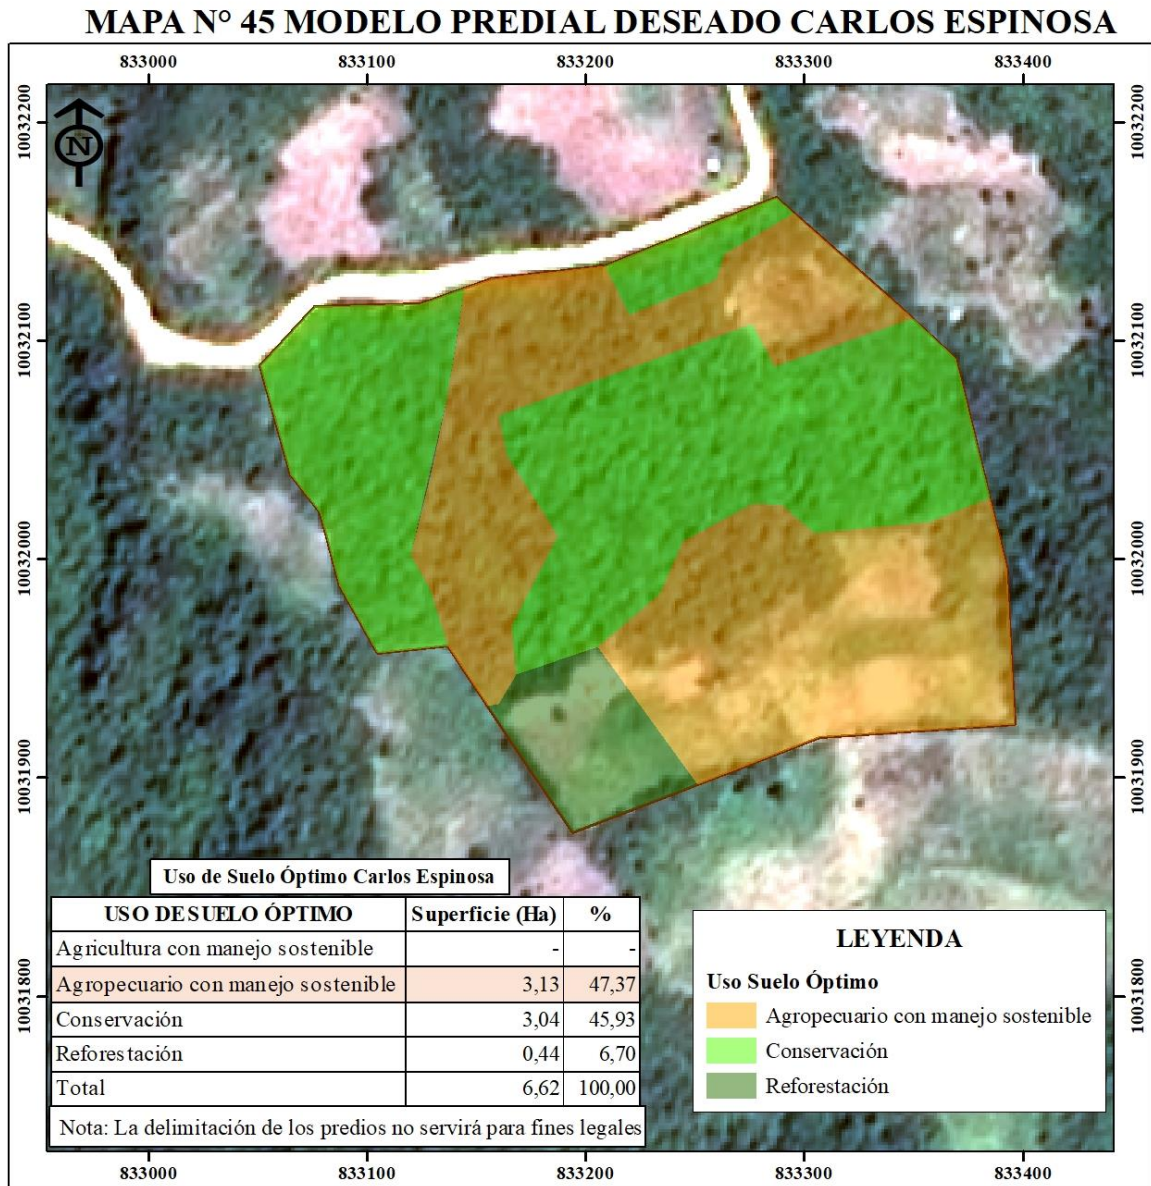 MAPA N° 45 MODELO PREDIAL DESEADO CARLOS ESPINOSA
833000 833100 833200 833300 833400
10032200 10032200
N
10032100 10032100
10032000 10032000
10031900 10031900
10031800 10031800
Uso de Suelo Óptimo Carlos Espinosa
USO DE SUELO ÓPTIMO Superficie (Ha) %
Agricultura con manejo sostenible - -
Agropecuario con manejo sostenible 3,13 47,37
Conservación 3,04 45,93
Reforestación 0,44 6,70
Total 6,62 100,00
Nota: La delimitación de los predios no servirá para fines legales
LEYENDA
Uso Suelo Óptimo
Agropecuario con manejo sostenible
Conservación
Reforestación
833000 833100 833200 833300 833400